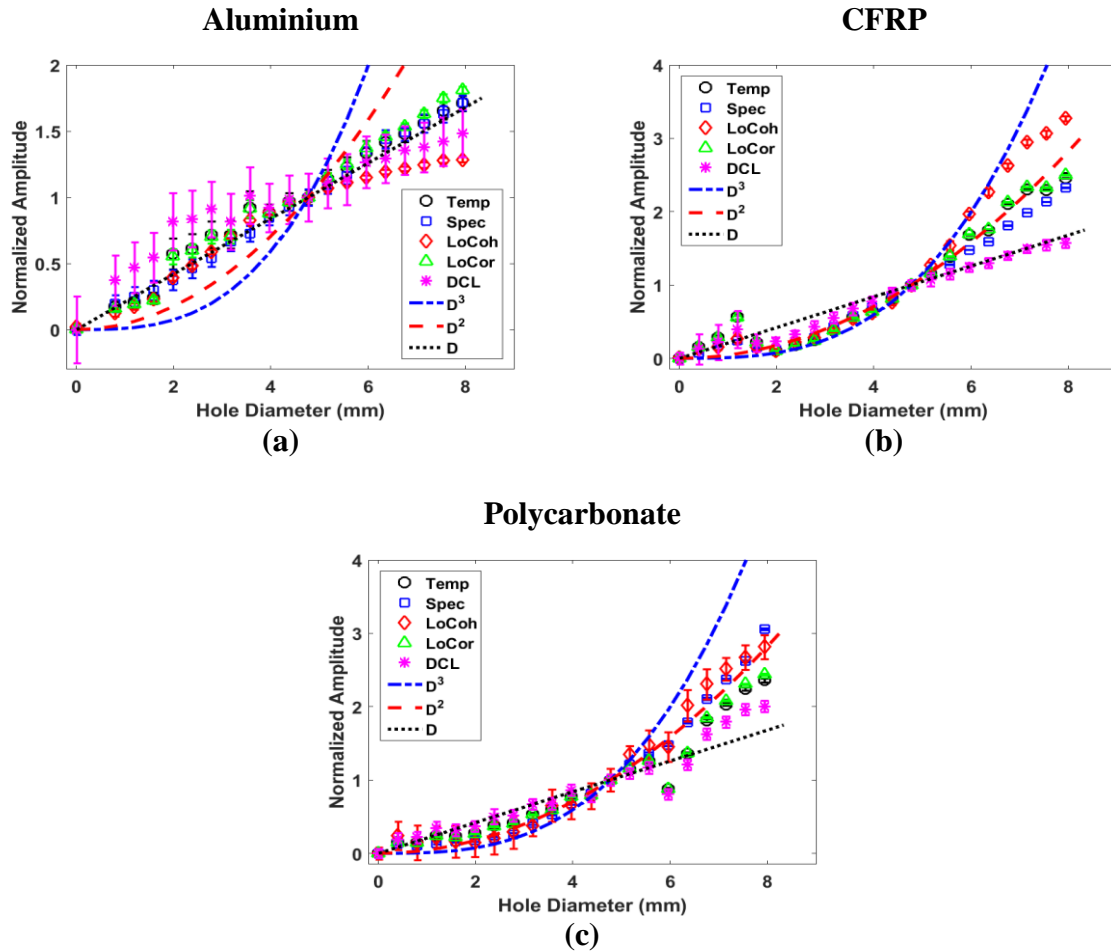 Aluminium
2
1.5
1
0.5
0
Normalized Amplitude
Temp
Spec
LoCoh
LoCor
DCL
D³
D²
D
0 2 4 6 8
Hole Diameter (mm)
(a)
CFRP
4
3
2
1
0
Normalized Amplitude
Temp
Spec
LoCoh
LoCor
DCL
D³
D²
D
0 2 4 6 8
Hole Diameter (mm)
(b)
Polycarbonate
4
3
2
1
0
Normalized Amplitude
Temp
Spec
LoCoh
LoCor
DCL
D³
D²
D
0 2 4 6 8
Hole Diameter (mm)
(c)